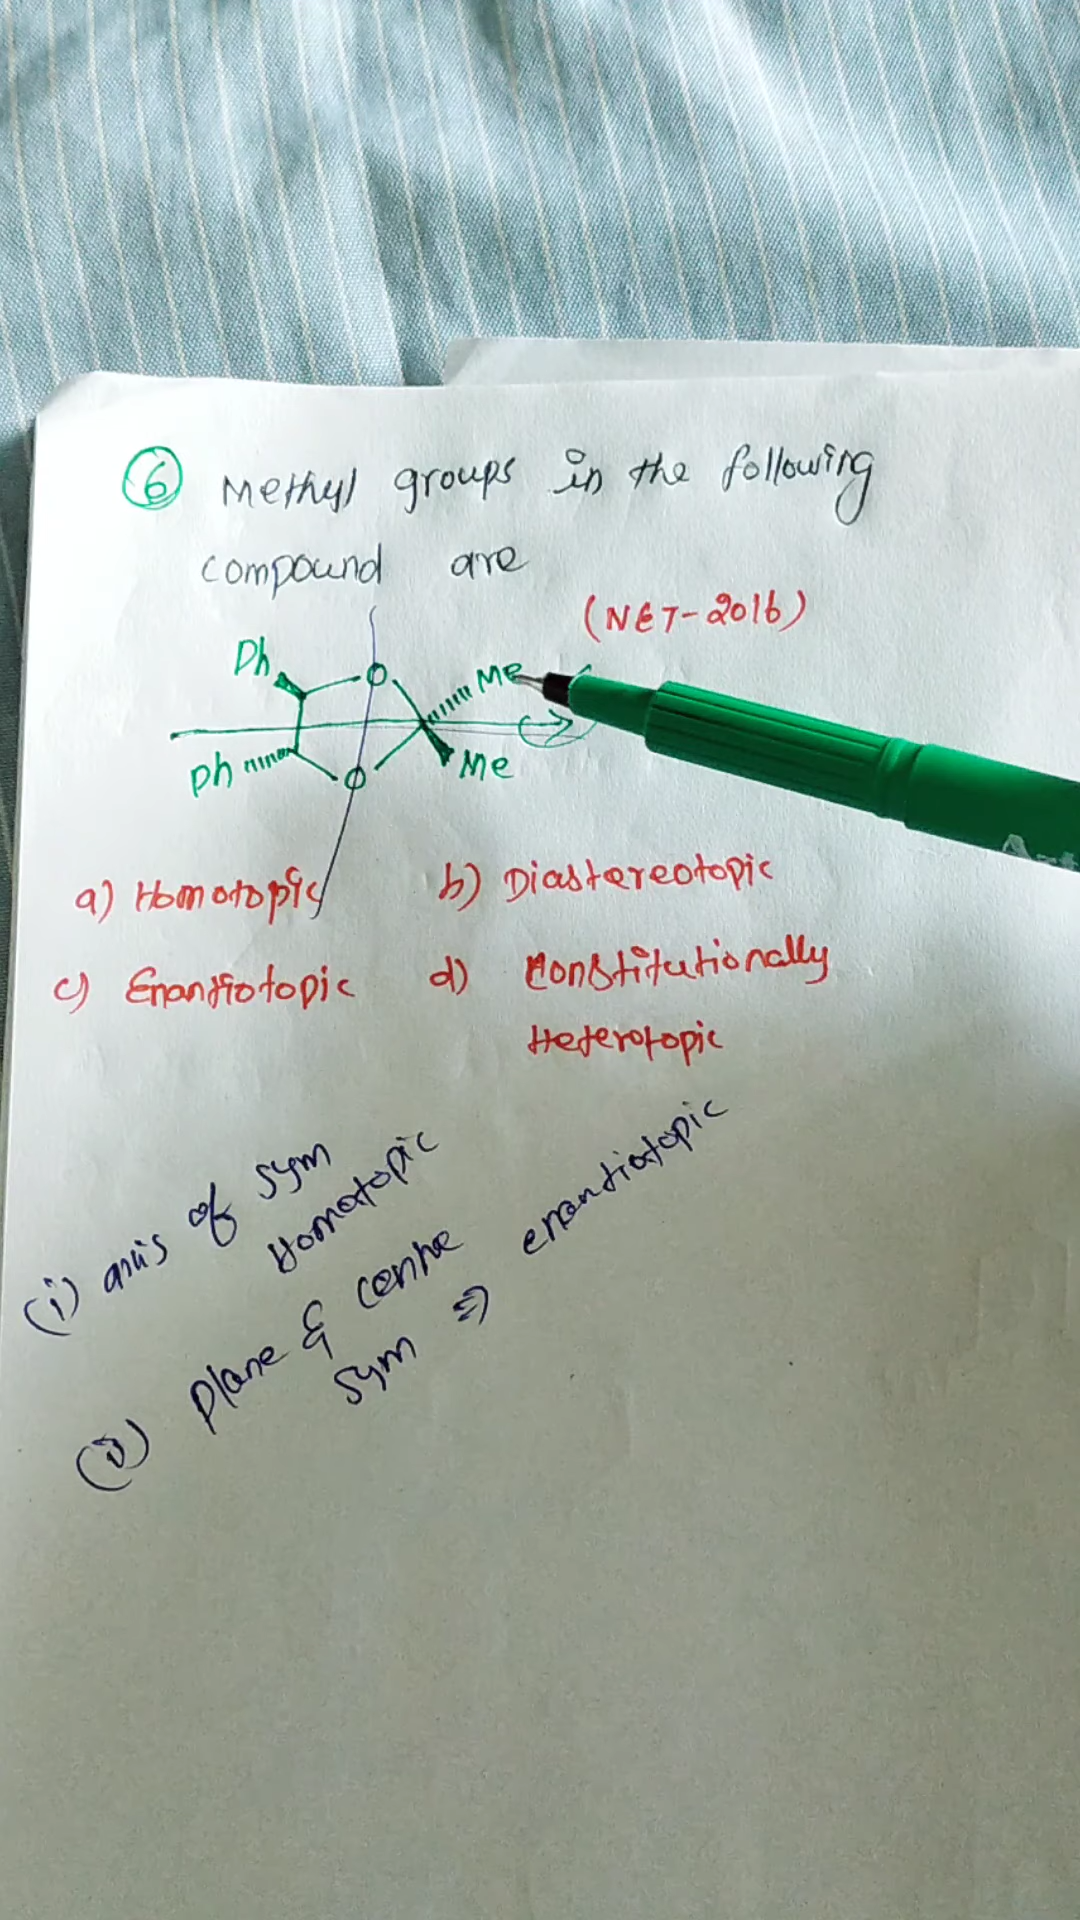 6 Methyl groups in the following
compound are
(NET-2016)
Ph O Me
Ph O Me
a) Homotopic b) Diastereotopic
c) Enantiotopic d) Constitutionally
Heterotopic
(i) axis of sym
Homotopic
(ii) plane & centre
sym ⇒ enantiotopic